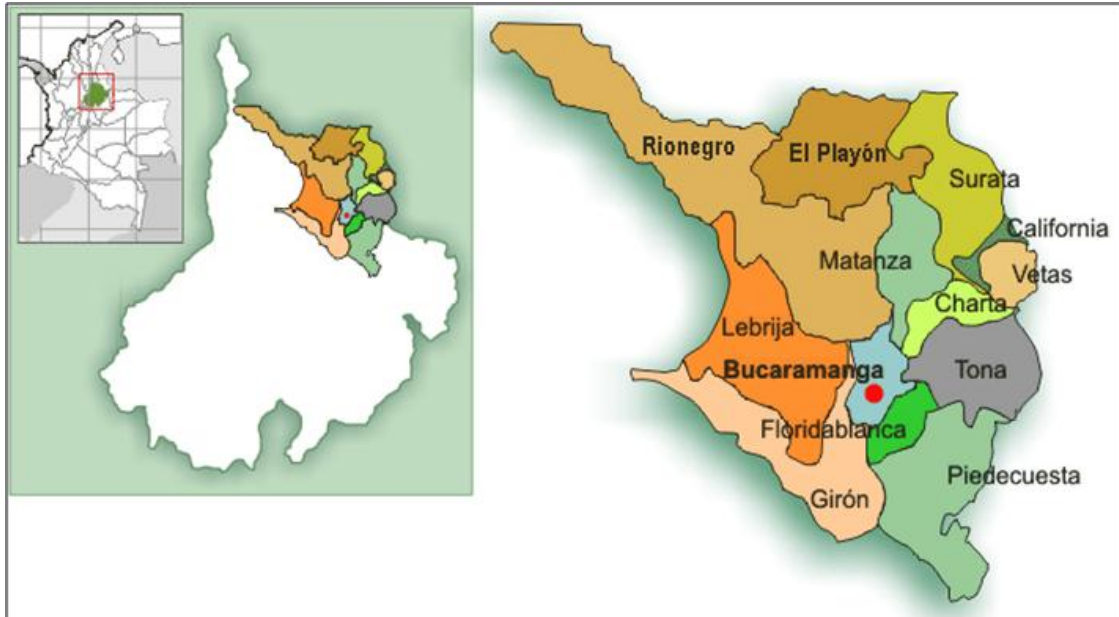 Rionegro
El Playón
Surata
California
Matanza
Vetas
Charta
Lebrija
Bucaramanga
Tona
Floridablanca
Piedecuesta
Girón